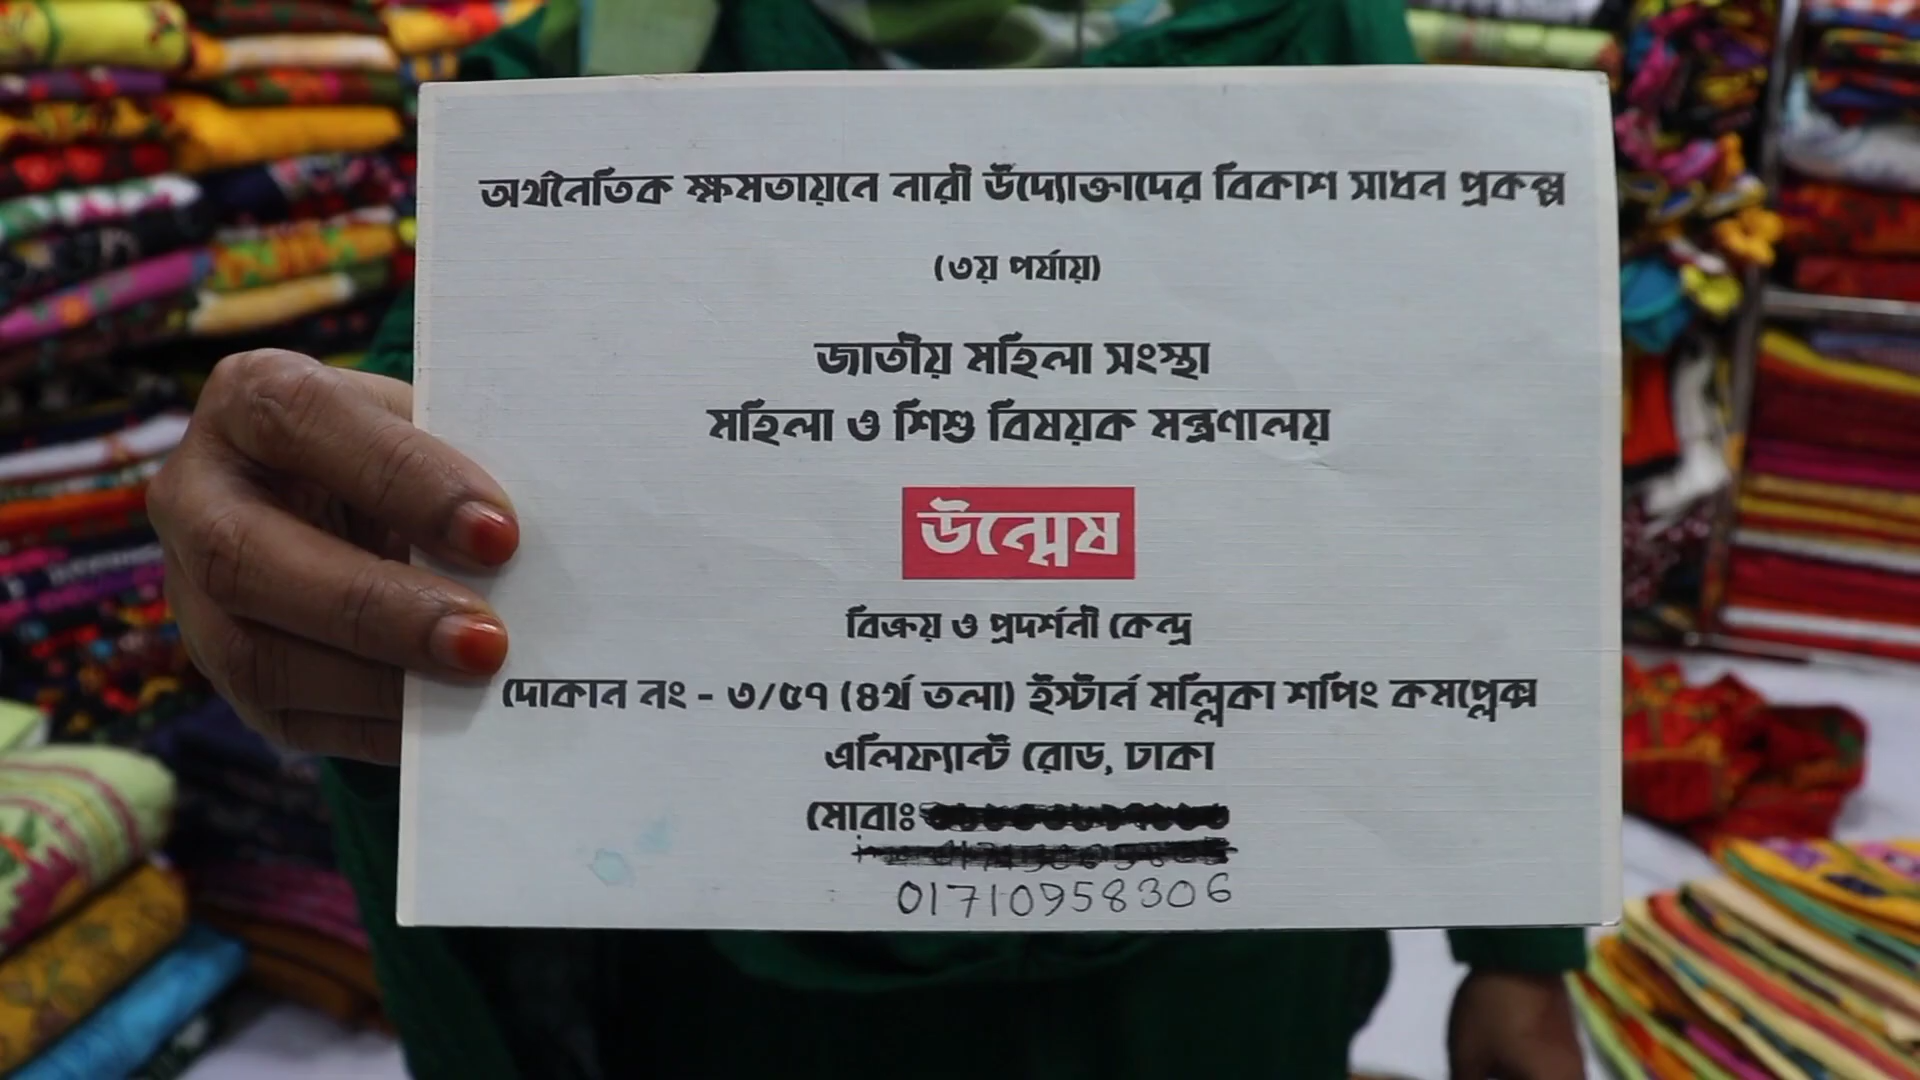 অর্থনৈতিক ক্ষমতায়নে নারী উদ্যোক্তাদের বিকাশ সাধন প্রকল্প
(৩য় পর্যায়)
জাতীয় মহিলা সংস্থা
মহিলা ও শিশু বিষয়ক মন্ত্রণালয়
উন্মেষ
বিক্রয় ও প্রদর্শনী কেন্দ্র
দোকান নং - ৩/৫৭ (৪র্থ তলা) ইস্টার্ন মল্লিকা শপিং কমপ্লেক্স
এলিফ্যান্ট রোড, ঢাকা
মোবাঃ
01710958306